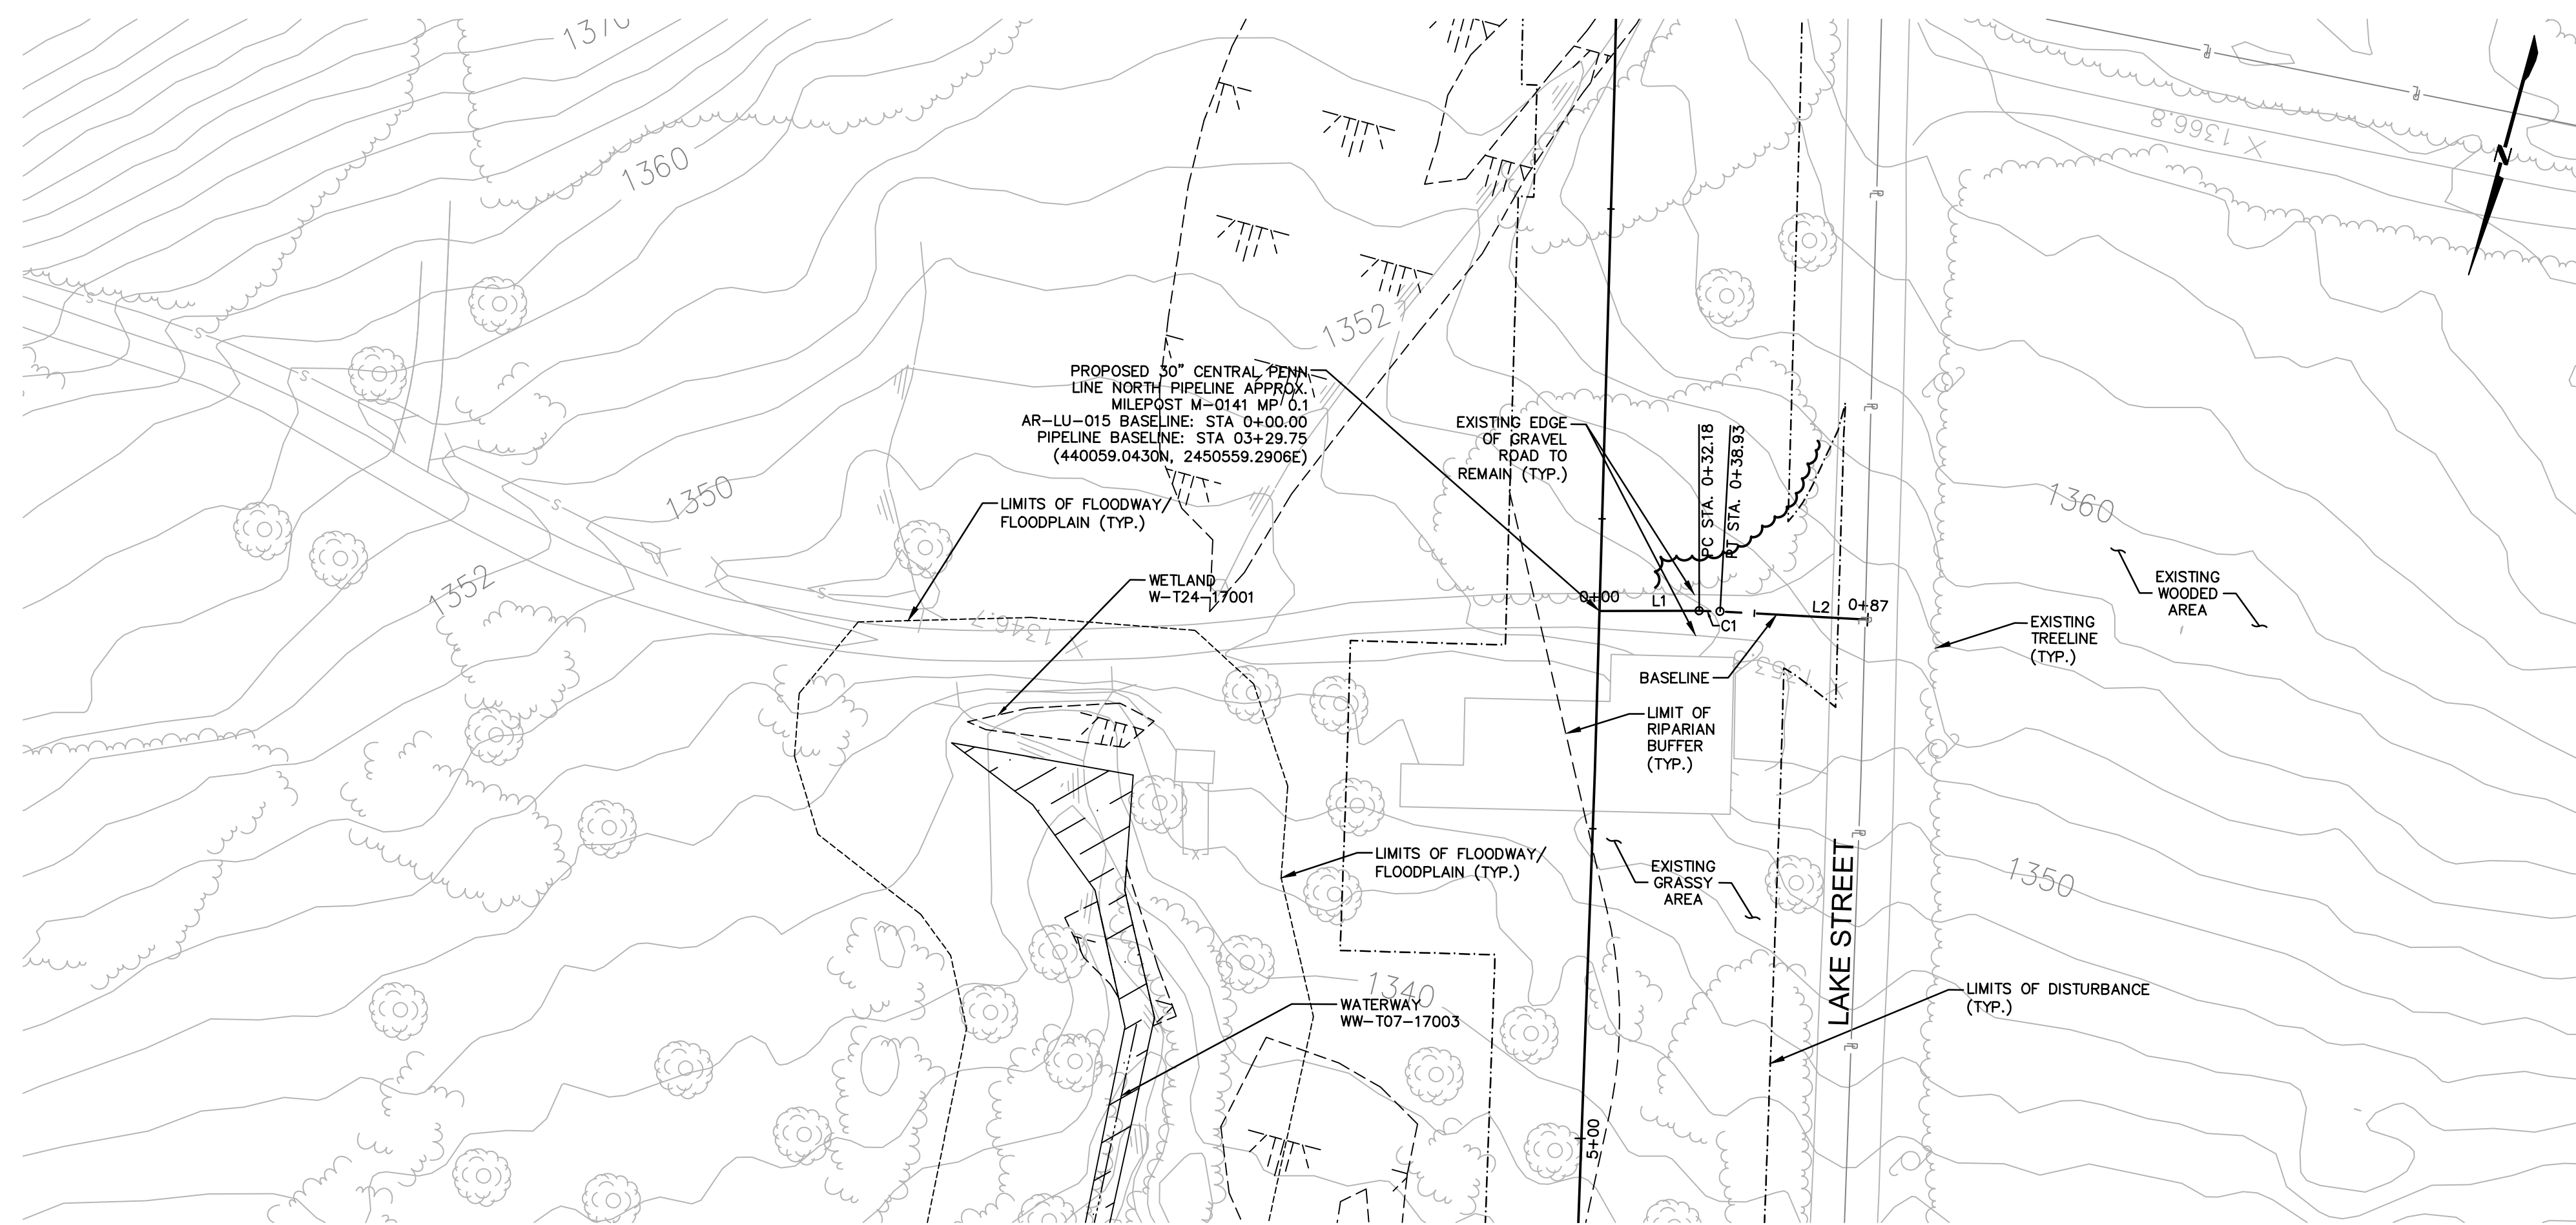 1370
1360
X 1366.8
N
1352
PROPOSED 30" CENTRAL PENN
LINE NORTH PIPELINE APPROX.
MILEPOST M-0141 MP 0.1
AR-LU-015 BASELINE: STA 0+00.00
PIPELINE BASELINE: STA 03+29.75
(440059.0430N, 2450559.2906E)
EXISTING EDGE
OF GRAVEL
ROAD TO
REMAIN (TYP.)
PC STA. 0+32.18
PT STA. 0+38.93
1350
LIMITS OF FLOODWAY/
FLOODPLAIN (TYP.)
1360
WETLAND
W-T24-17001
1352
EXISTING
WOODED
AREA
0+00
L1
L2
0+87
C1
X 1346.7
EXISTING
TREELINE
(TYP.)
BASELINE
LIMIT OF
RIPARIAN
BUFFER
(TYP.)
LIMITS OF FLOODWAY/
FLOODPLAIN (TYP.)
EXISTING
GRASSY
AREA
1350
LAKE STREET
1340
WATERWAY
WW-T07-17003
LIMITS OF DISTURBANCE
(TYP.)
5+00